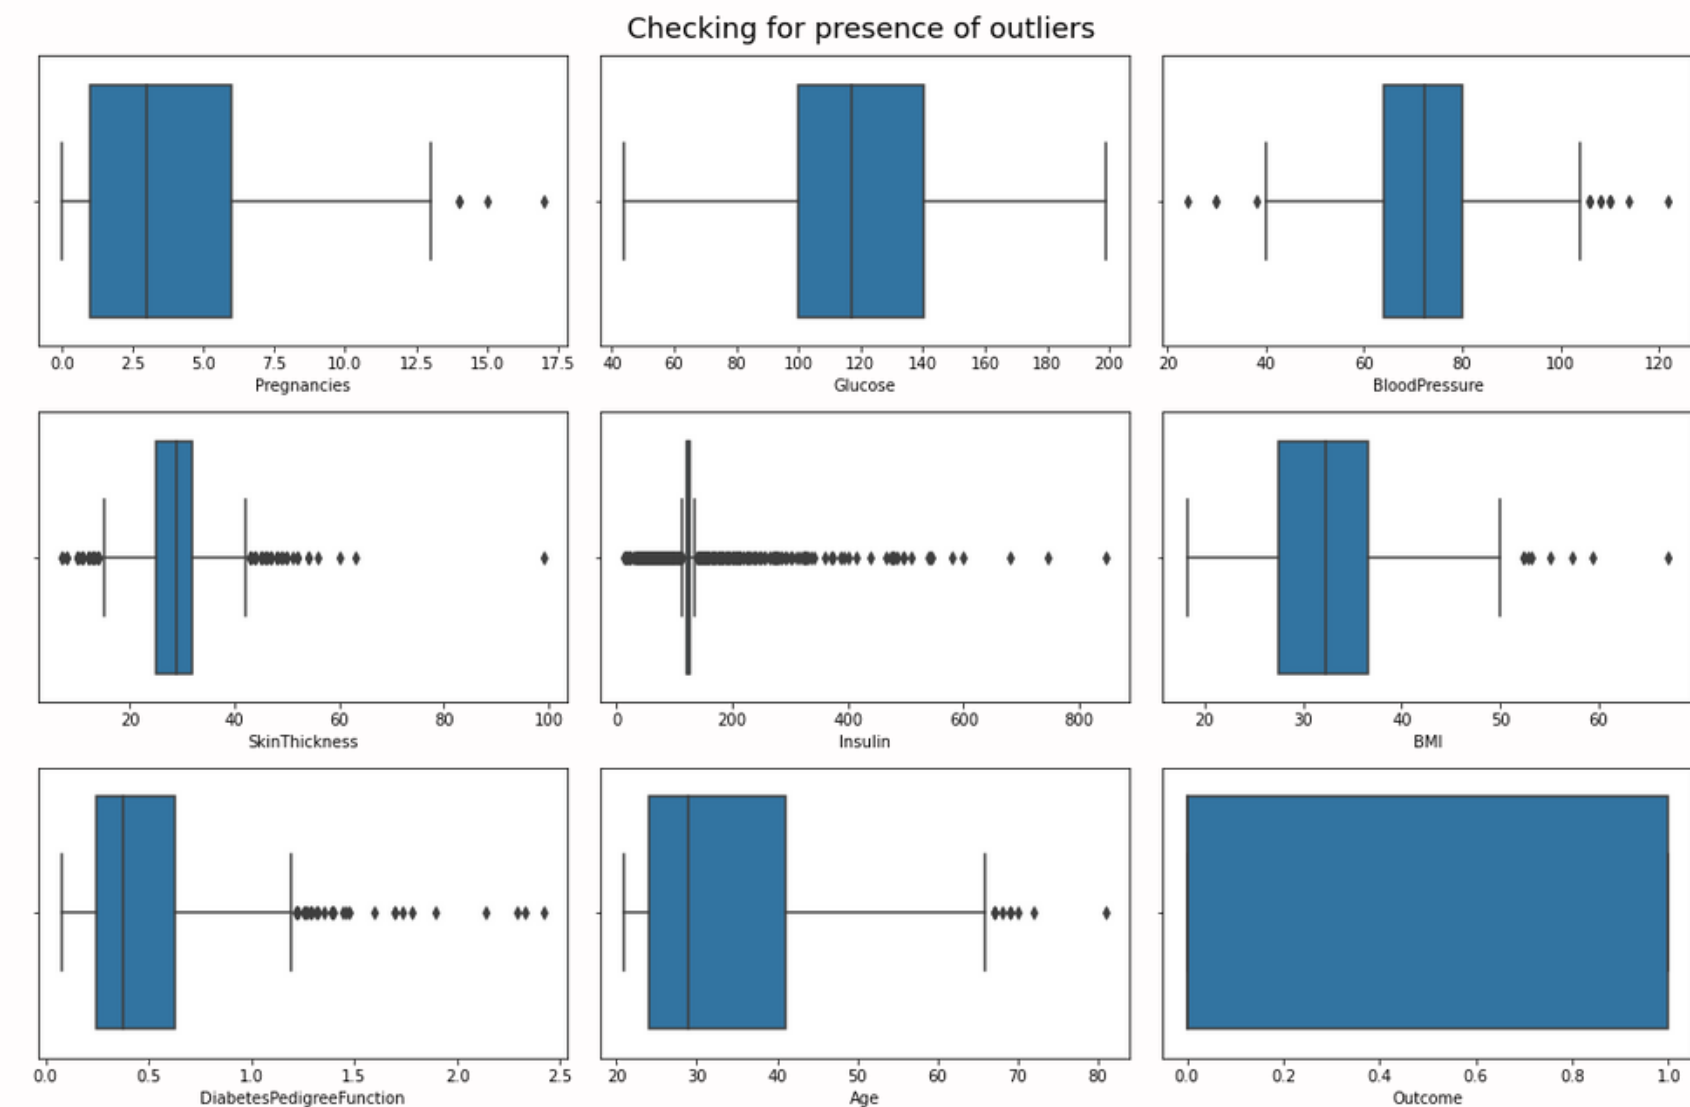 Checking for presence of outliers
0.0 2.5 5.0 7.5 10.0 12.5 15.0 17.5
Pregnancies
40 60 80 100 120 140 160 180 200
Glucose
20 40 60 80 100 120
BloodPressure
20 40 60 80 100
SkinThickness
0 200 400 600 800
Insulin
20 30 40 50 60
BMI
0.0 0.5 1.0 1.5 2.0 2.5
DiabetesPedigreeFunction
20 30 40 50 60 70 80
Age
0.0 0.2 0.4 0.6 0.8 1.0
Outcome